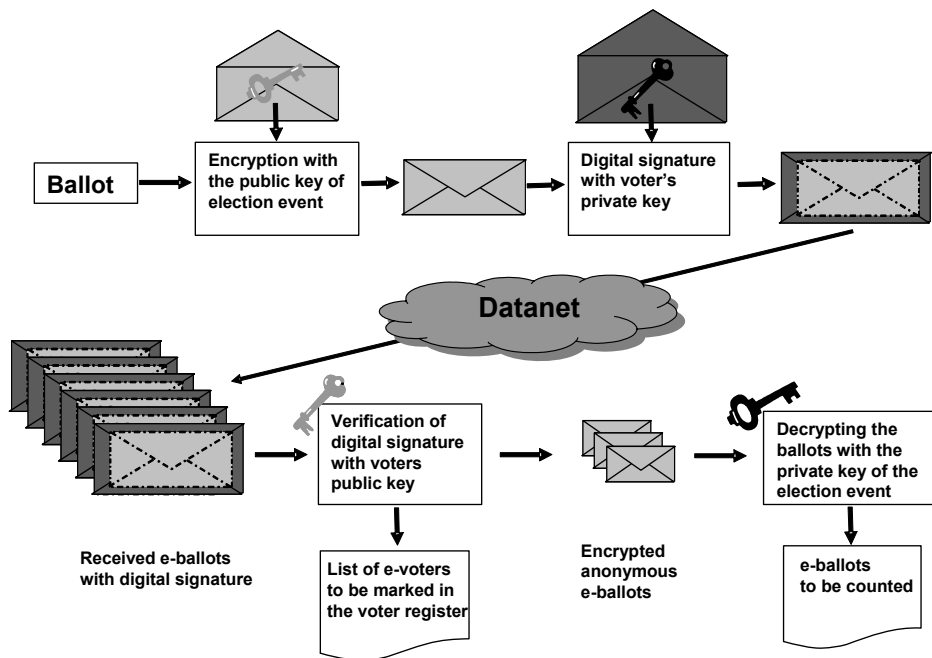 Ballot
Encryption with
the public key of
election event
Digital signature
with voter's
private key
Datanet
Verification of
digital signature
with voters
public key
Decrypting the
ballots with the
private key of the
election event
Received e-ballots
with digital signature
List of e-voters
to be marked in
the voter register
Encrypted
anonymous
e-ballots
e-ballots
to be counted